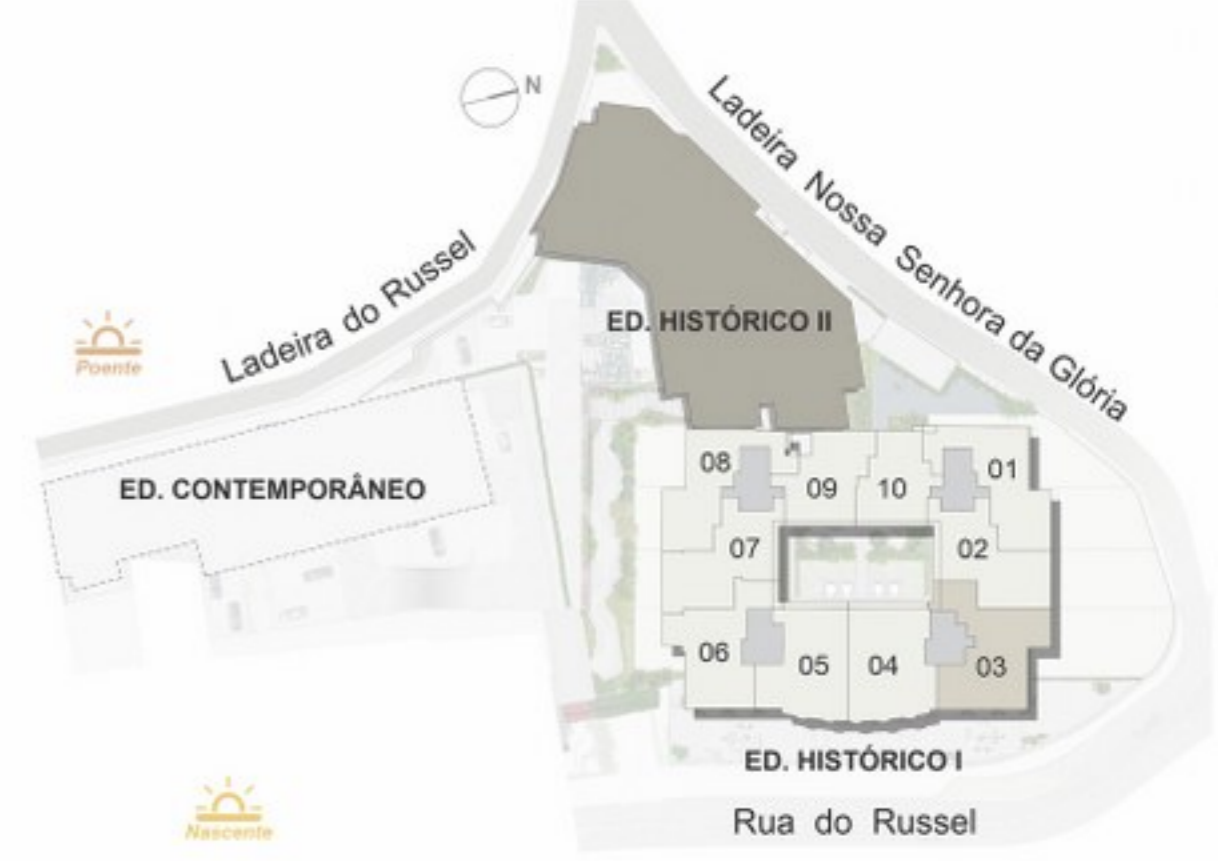 N
Ladeira Nossa Senhora da Glória
Ladeira do Russel
Poente
ED. HISTÓRICO II
ED. CONTEMPORÂNEO
08
09
10
01
07
02
06
05
04
03
ED. HISTÓRICO I
Nascente
Rua do Russel